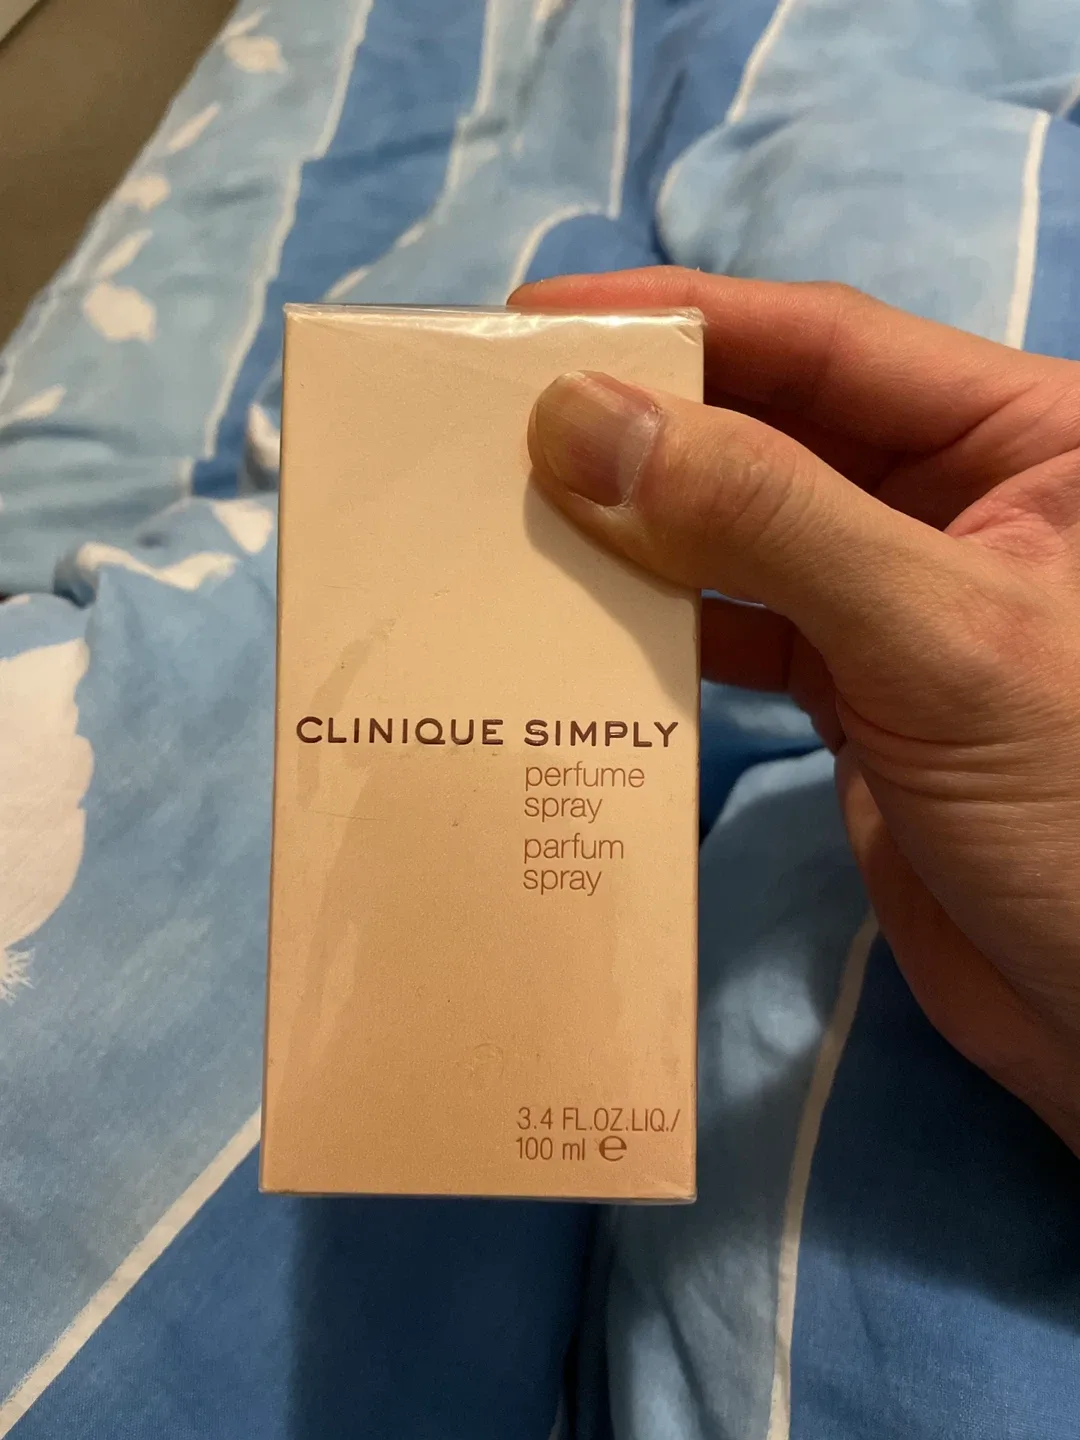 CLINIQUE SIMPLY
perfume
spray
parfum
spray
3.4 FL.OZ.LIQ./
100 ml ℮